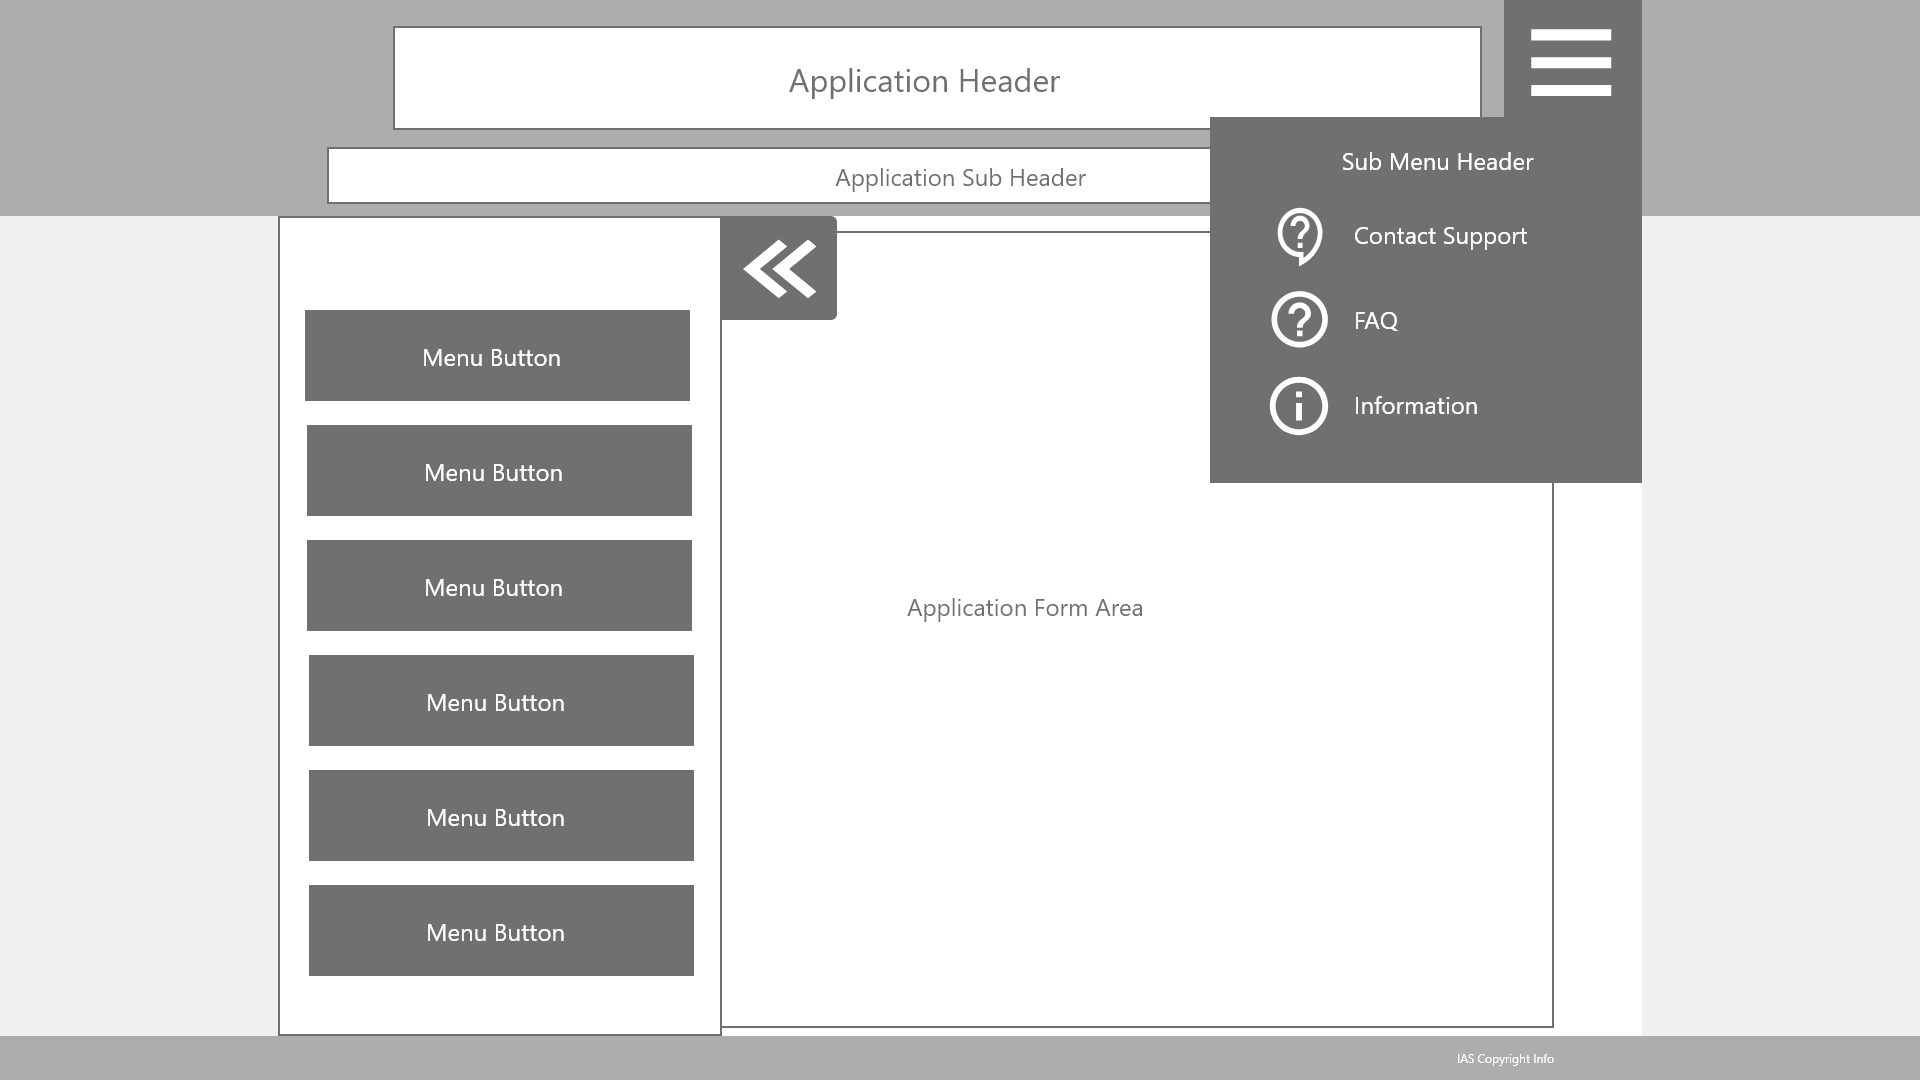 Application Header
Application Sub Header
Sub Menu Header
Contact Support
FAQ
Information
Menu Button
Menu Button
Menu Button
Menu Button
Menu Button
Menu Button
Application Form Area
IAS Copyright Info